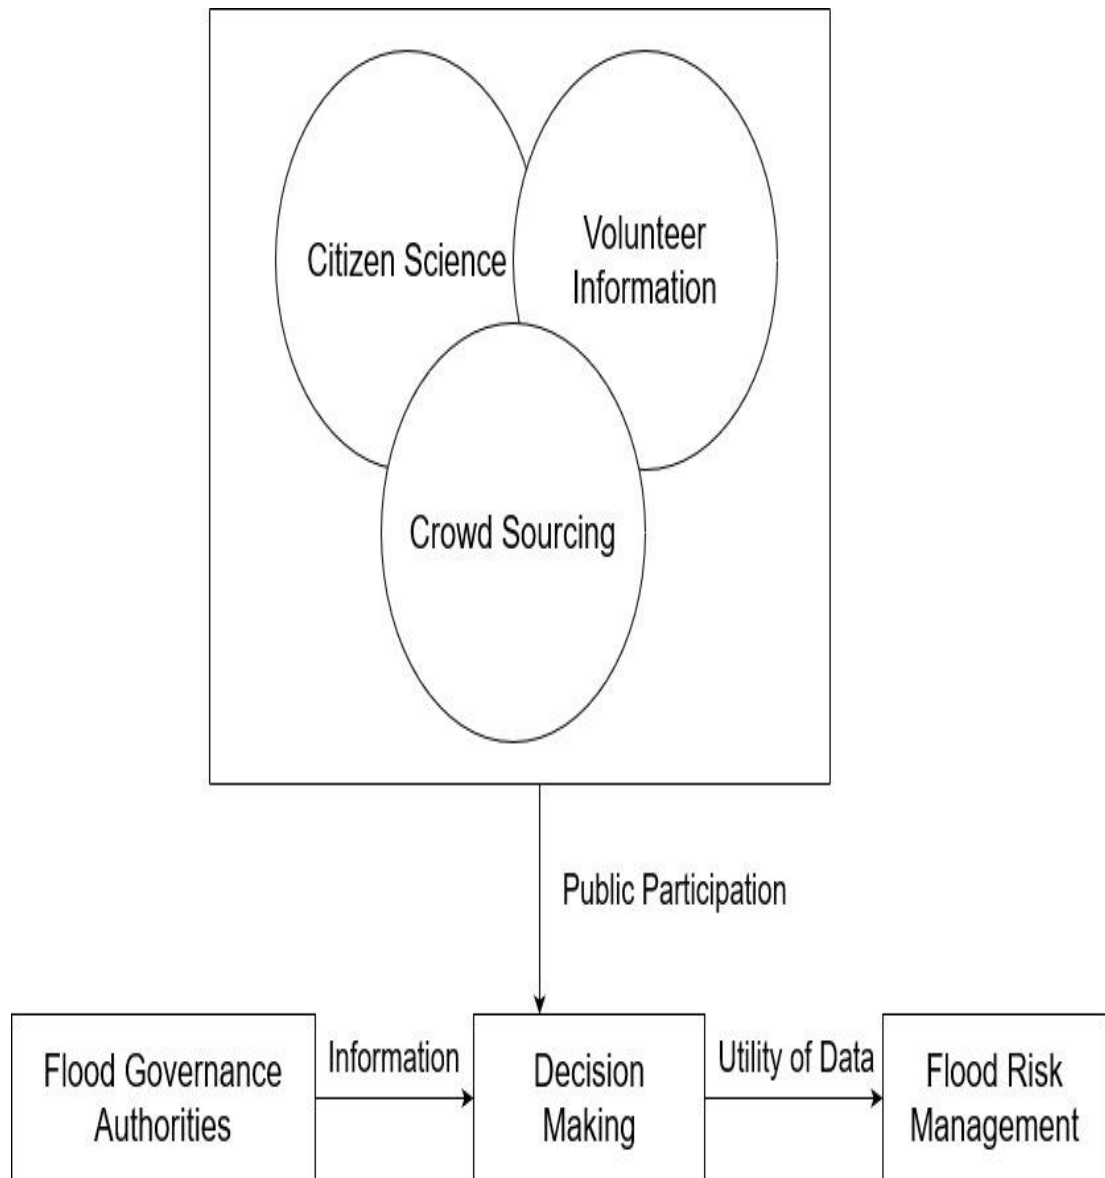 Citizen Science
Volunteer
Information
Crowd Sourcing
Public Participation
Flood Governance
Authorities
Information
Decision
Making
Utility of Data
Flood Risk
Management